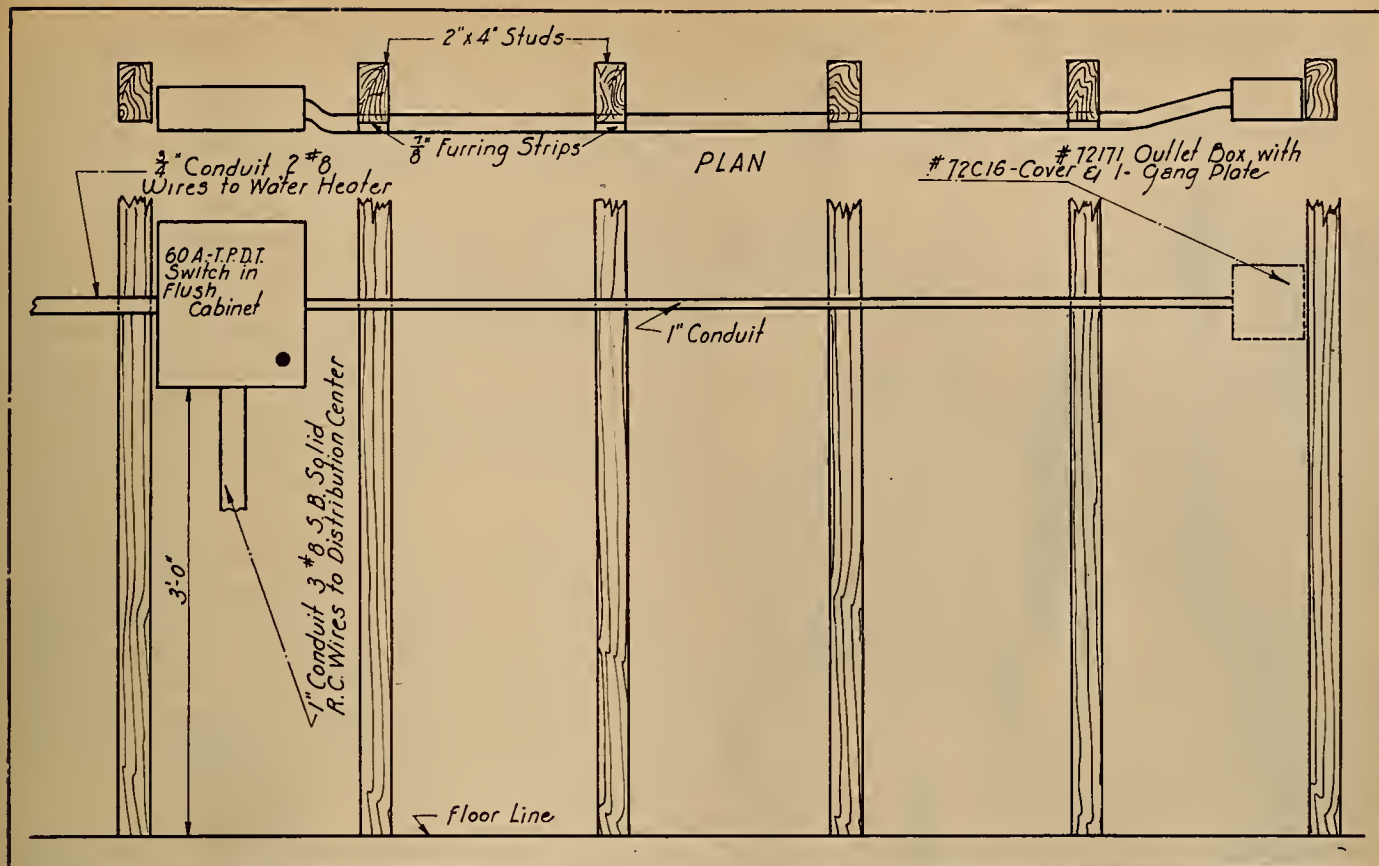 2"x 4" Studs
7/8" Furring Strips
PLAN
3/4" Conduit 2 #8
Wires to Water Heater
#72171 Outlet Box with
#72C16-Cover & 1-Gang Plate
60A.-T.P.D.T.
Switch in
Flush
Cabinet
1" Conduit
1" Conduit 3 #8 S.B. Solid
R.C. Wires to Distribution Center
3'-0"
Floor Line